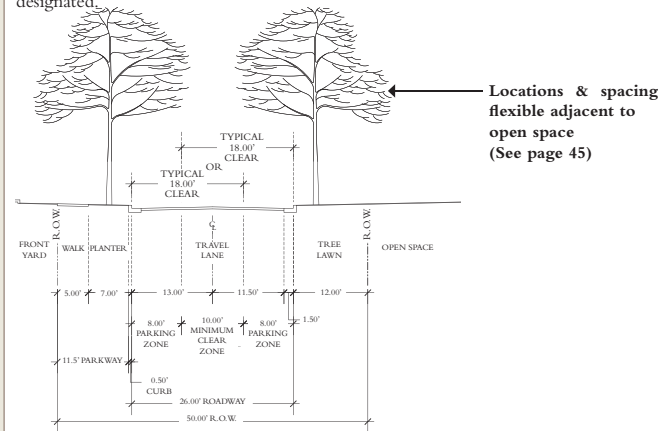 designated.
Locations & spacing
flexible adjacent to
open space
(See page 45)
TYPICAL
18.00'
CLEAR
OR
TYPICAL
18.00'
CLEAR
R.O.W.
R.O.W.
℄
FRONT
YARD
WALK
PLANTER
TRAVEL
LANE
TREE
LAWN
OPEN SPACE
5.00'
7.00'
13.00'
11.50'
12.00'
8.00'
PARKING
ZONE
10.00'
MINIMUM
CLEAR
ZONE
8.00'
PARKING
ZONE
1.50'
11.5' PARKWAY
0.50'
CURB
26.00' ROADWAY
50.00' R.O.W.